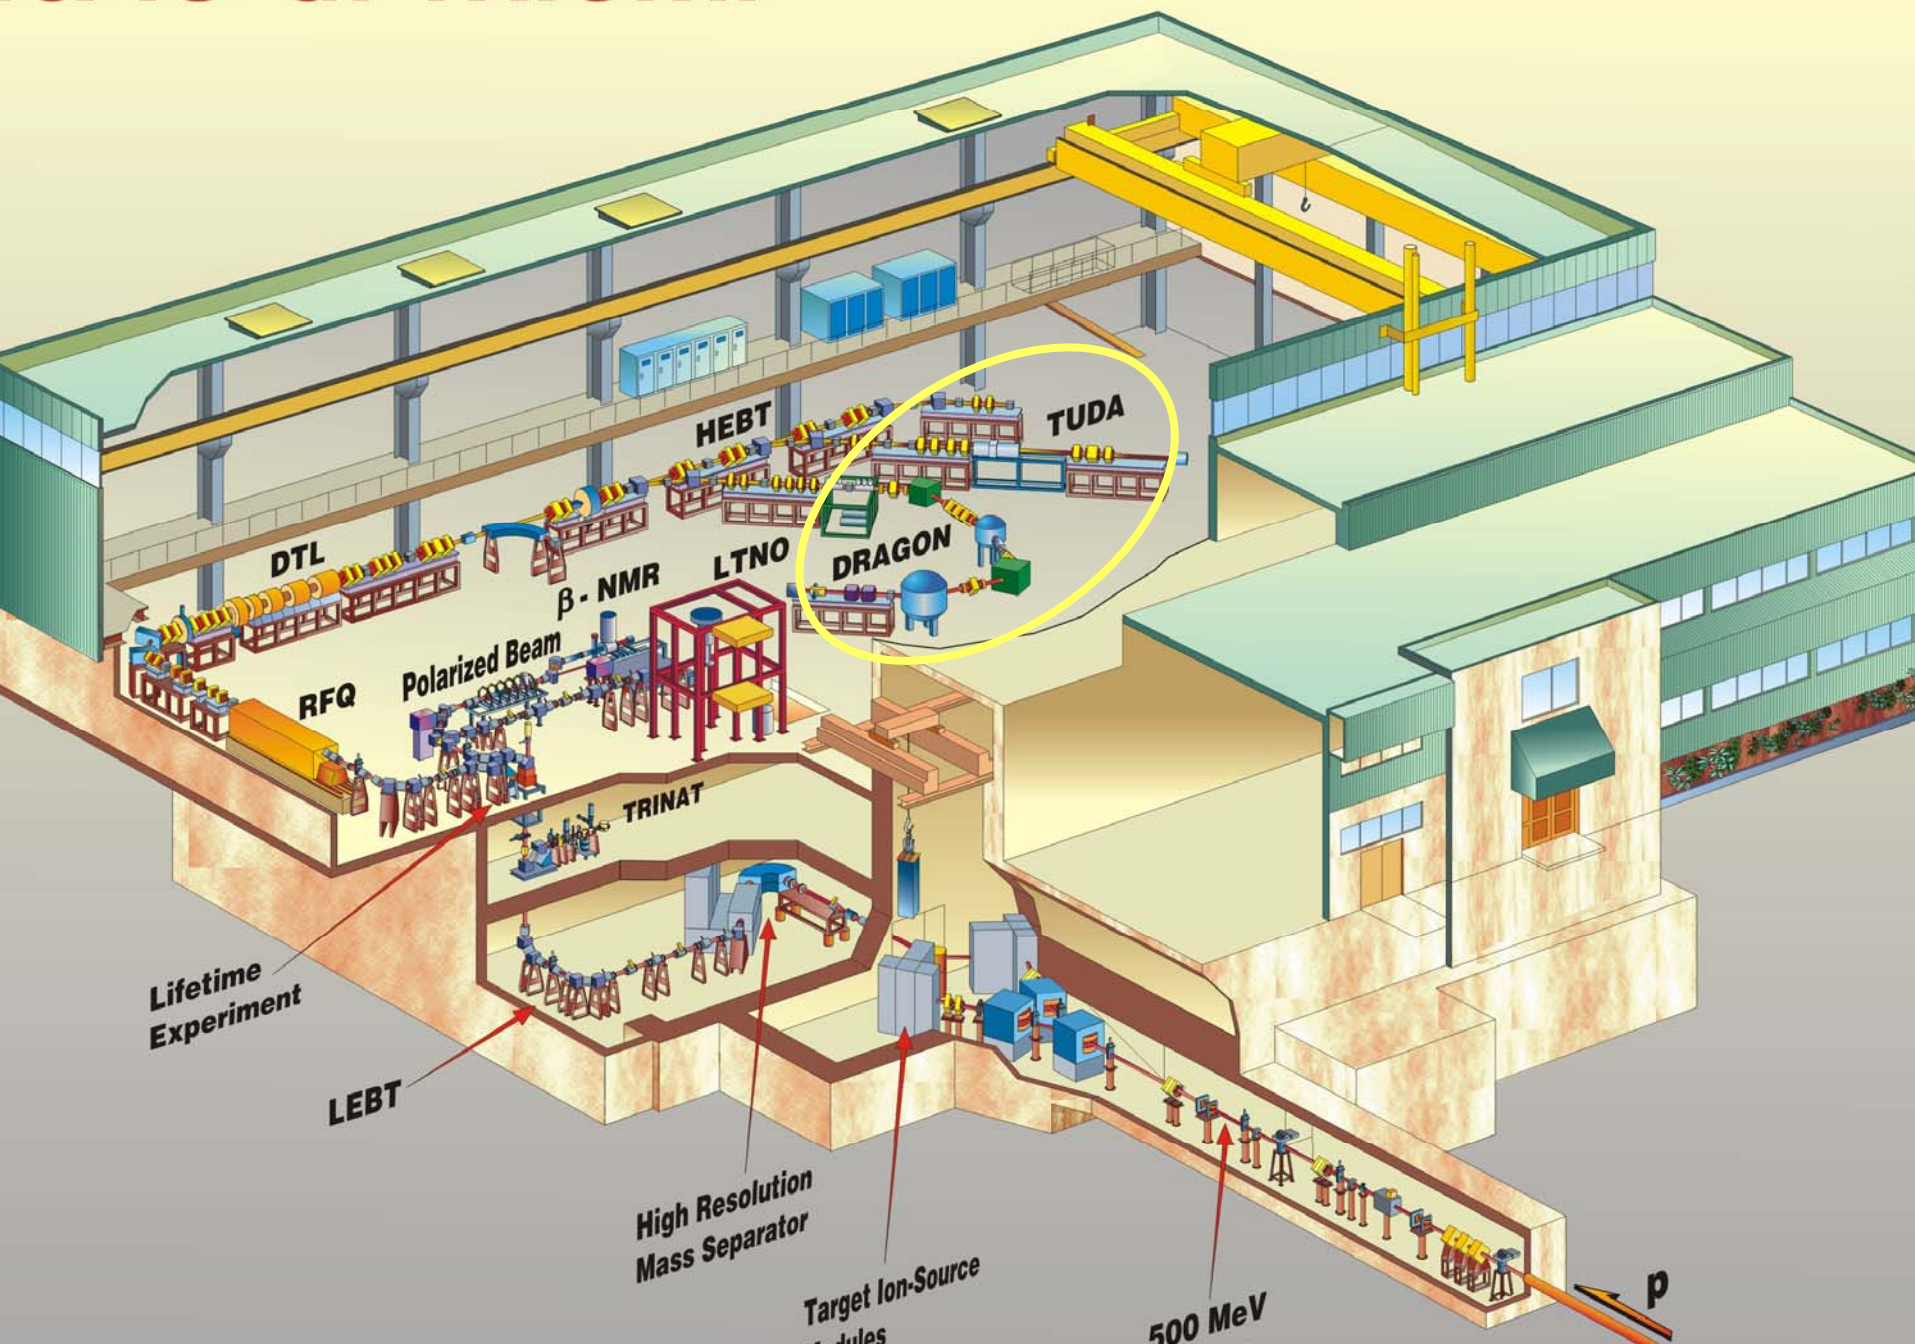 HEBT
TUDA
DTL
LTNO
DRAGON
β - NMR
Polarized Beam
RFQ
TRINAT
Lifetime
Experiment
LEBT
High Resolution
Mass Separator
Target Ion-Source
500 MeV
p